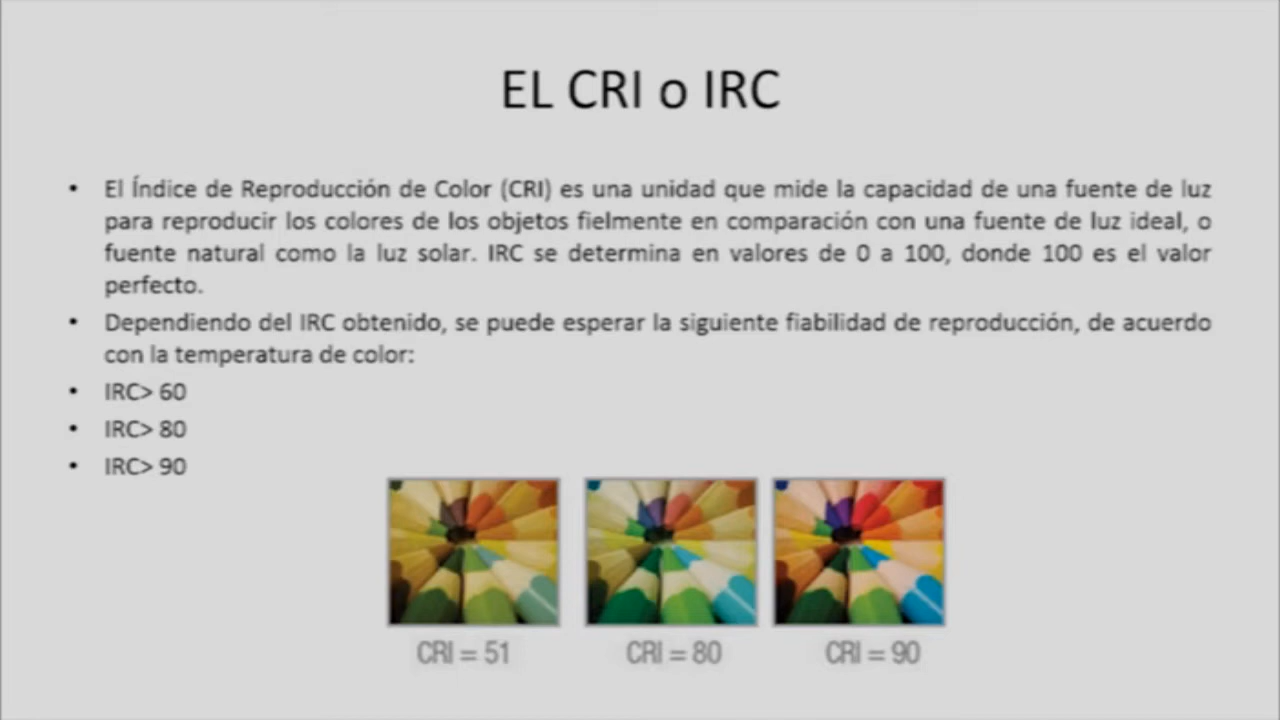 EL CRI o IRC
• El Índice de Reproducción de Color (CRI) es una unidad que mide la capacidad de una fuente de luz
para reproducir los colores de los objetos fielmente en comparación con una fuente de luz ideal, o
fuente natural como la luz solar. IRC se determina en valores de 0 a 100, donde 100 es el valor
perfecto.
• Dependiendo del IRC obtenido, se puede esperar la siguiente fiabilidad de reproducción, de acuerdo
con la temperatura de color:
• IRC> 60
• IRC> 80
• IRC> 90
CRI = 51 CRI = 80 CRI = 90